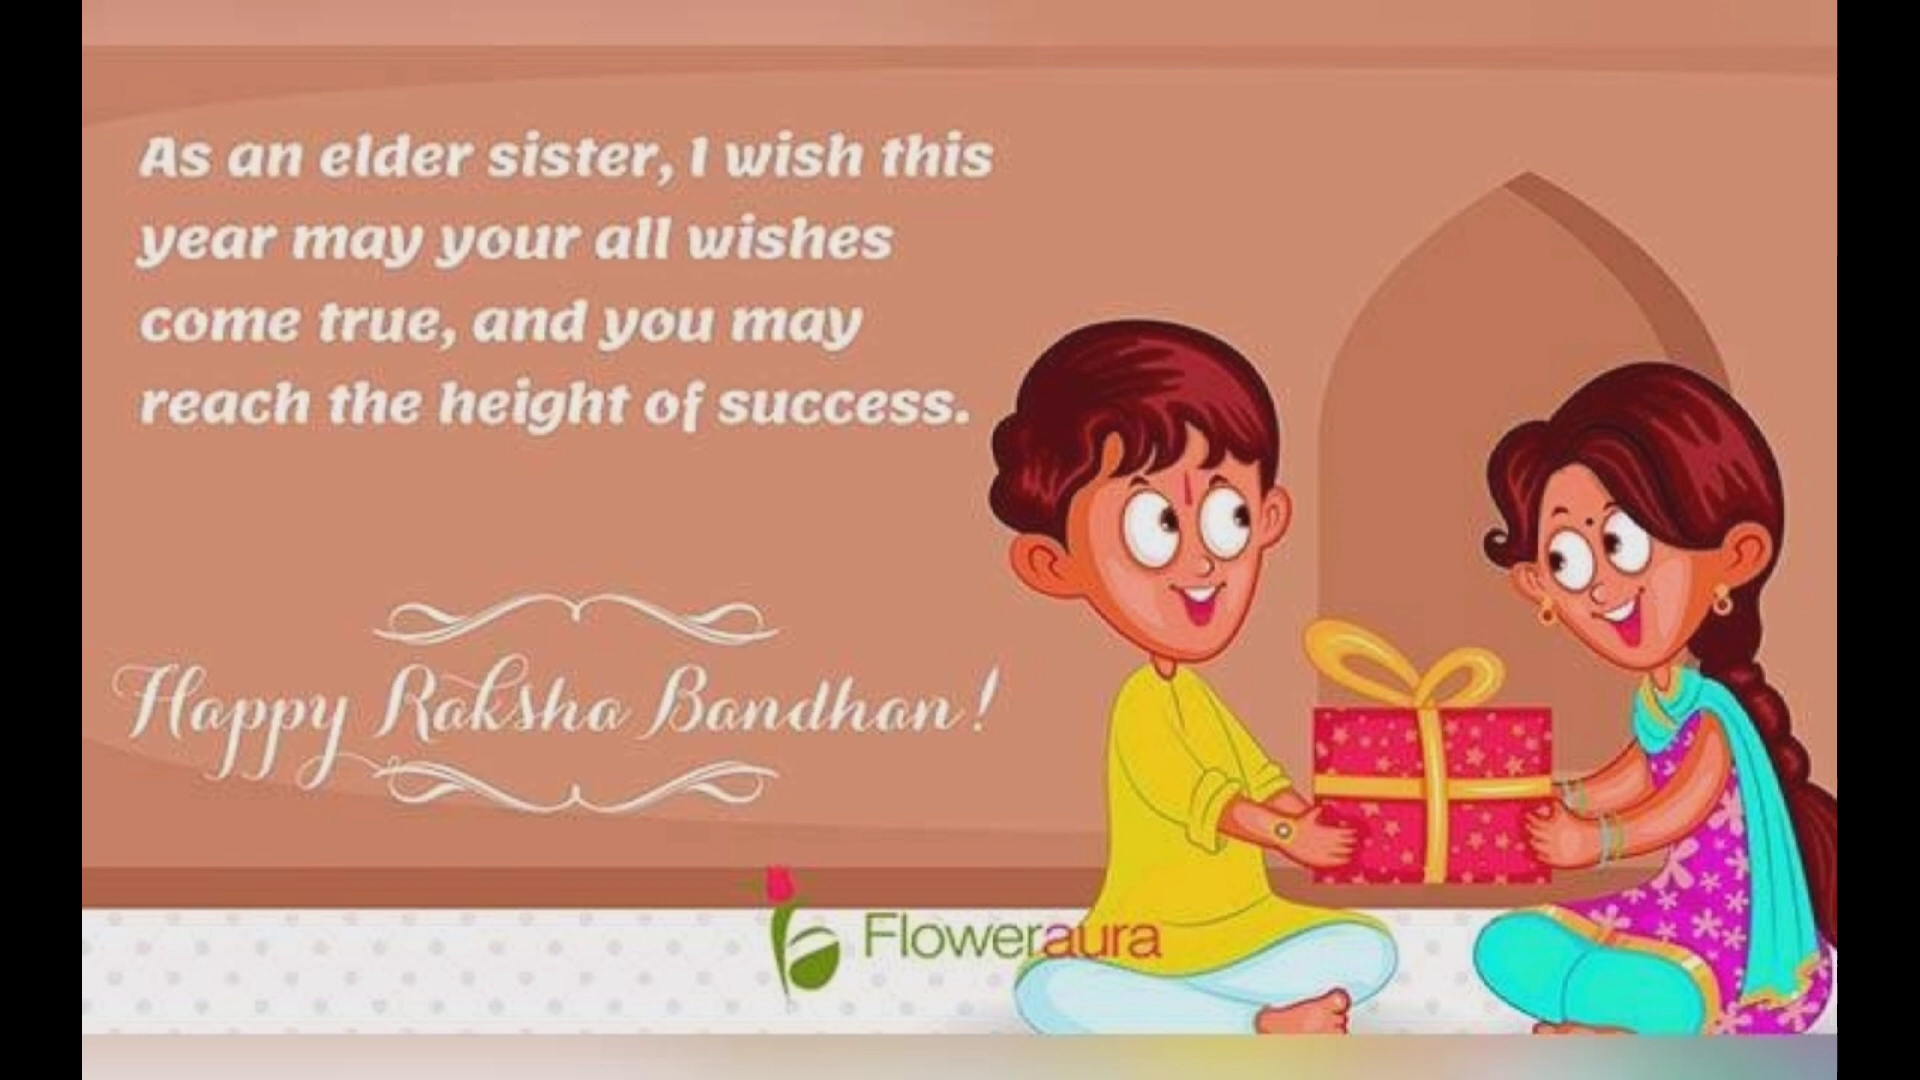 As an elder sister, I wish this
year may your all wishes
come true, and you may
reach the height of success.
Happy Raksha Bandhan!
Floweraura